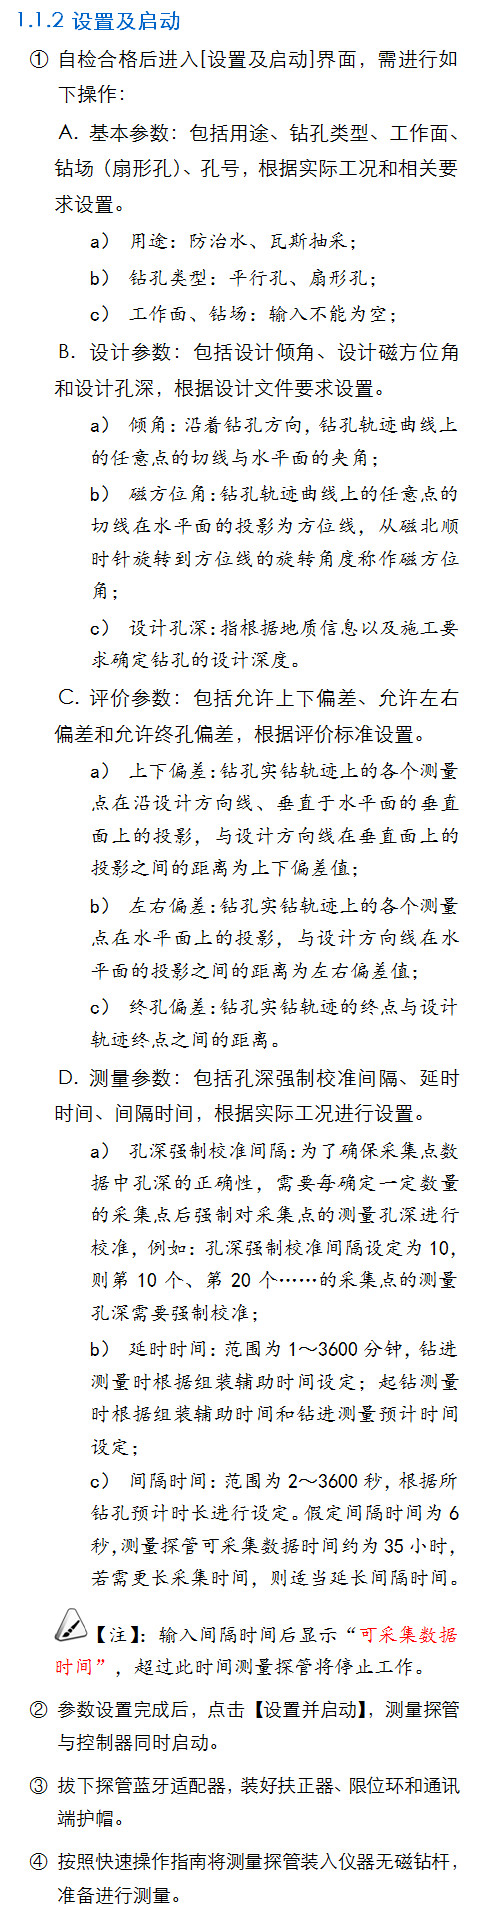 1.1.2 设置及启动
① 自检合格后进入[设置及启动]界面，需进行如
下操作：
A. 基本参数：包括用途、钻孔类型、工作面、
钻场（扇形孔）、孔号，根据实际工况和相关要
求设置。
a） 用途：防治水、瓦斯抽采；
b） 钻孔类型：平行孔、扇形孔；
c） 工作面、钻场：输入不能为空；
B. 设计参数：包括设计倾角、设计磁方位角
和设计孔深，根据设计文件要求设置。
a） 倾角：沿着钻孔方向，钻孔轨迹曲线上
的任意点的切线与水平面的夹角；
b） 磁方位角：钻孔轨迹曲线上的任意点的
切线在水平面的投影为方位线，从磁北顺
时针旋转到方位线的旋转角度称作磁方位
角；
c） 设计孔深：指根据地质信息以及施工要
求确定钻孔的设计深度。
C. 评价参数：包括允许上下偏差、允许左右
偏差和允许终孔偏差，根据评价标准设置。
a） 上下偏差：钻孔实钻轨迹上的各个测量
点在沿设计方向线、垂直于水平面的垂直
面上的投影，与设计方向线在垂直面上的
投影之间的距离为上下偏差值；
b） 左右偏差：钻孔实钻轨迹上的各个测量
点在水平面上的投影，与设计方向线在水
平面的投影之间的距离为左右偏差值；
c） 终孔偏差：钻孔实钻轨迹的终点与设计
轨迹终点之间的距离。
D. 测量参数：包括孔深强制校准间隔、延时
时间、间隔时间，根据实际工况进行设置。
a） 孔深强制校准间隔：为了确保采集点数
据中孔深的正确性，需要每确定一定数量
的采集点后强制对采集点的测量孔深进行
校准，例如：孔深强制校准间隔设定为 10，
则第 10 个、第 20 个……的采集点的测量
孔深需要强制校准；
b） 延时时间：范围为 1～3600 分钟，钻进
测量时根据组装辅助时间设定；起钻测量
时根据组装辅助时间和钻进测量预计时间
设定；
c） 间隔时间：范围为 2～3600 秒，根据所
钻孔预计时长进行设定。假定间隔时间为 6
秒，测量探管可采集数据时间约为 35 小时，
若需更长采集时间，则适当延长间隔时间。
【注】：输入间隔时间后显示“可采集数据
时间”，超过此时间测量探管将停止工作。
② 参数设置完成后，点击【设置并启动】，测量探管
与控制器同时启动。
③ 拔下探管蓝牙适配器，装好扶正器、限位环和通讯
端护帽。
④ 按照快速操作指南将测量探管装入仪器无磁钻杆，
准备进行测量。